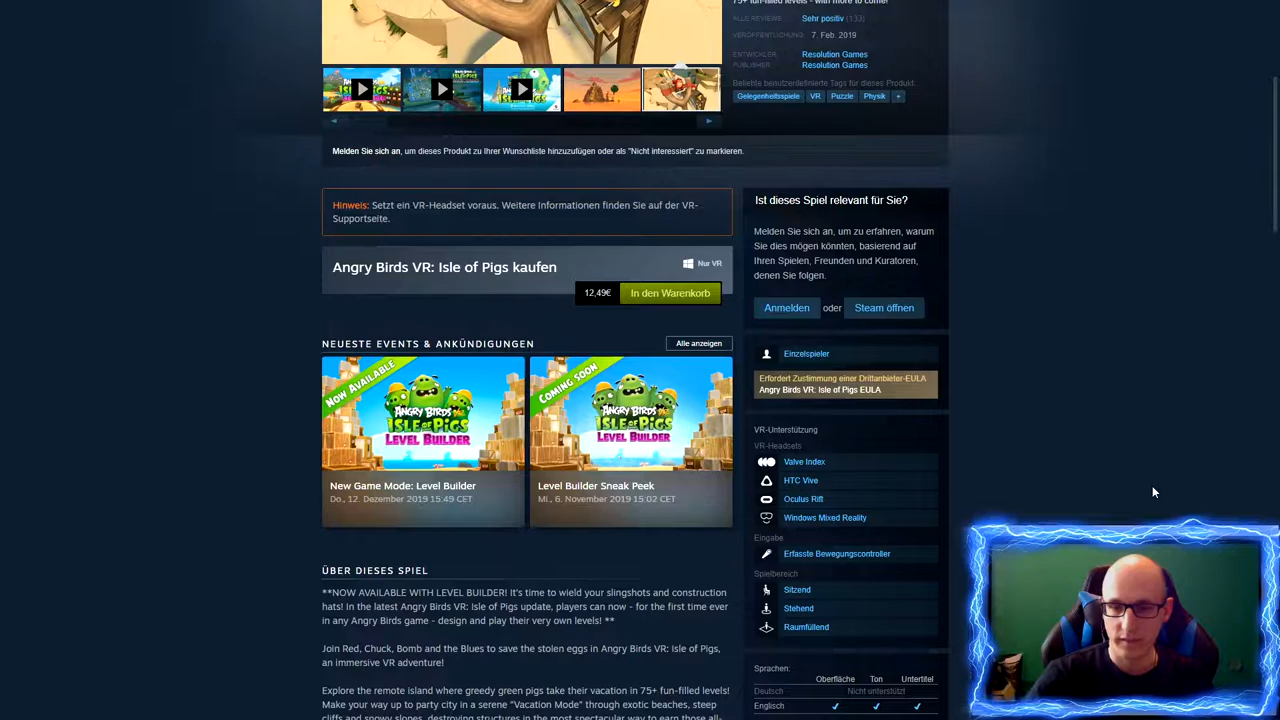 75+ fun-filled levels - with more to come!
ALLE REVIEWS: Sehr positiv (133)
VERÖFFENTLICHUNG: 7. Feb. 2019
ENTWICKLER: Resolution Games
PUBLISHER: Resolution Games
Beliebte benutzerdefinierte Tags für dieses Produkt:
Gelegenheitsspiele VR Puzzle Physik +
Melden Sie sich an, um dieses Produkt zu Ihrer Wunschliste hinzuzufügen oder als "Nicht interessiert" zu markieren.
Hinweis: Setzt ein VR-Headset voraus. Weitere Informationen finden Sie auf der VR-
Supportseite.
Angry Birds VR: Isle of Pigs kaufen
Nur VR
12,49€ In den Warenkorb
NEUESTE EVENTS & ANKÜNDIGUNGEN
Alle anzeigen
NOW AVAILABLE
ANGRY BIRDS
ISLE OF PIGS
LEVEL BUILDER
New Game Mode: Level Builder
Do., 12. Dezember 2019 15:49 CET
COMING SOON
ANGRY BIRDS
ISLE OF PIGS
LEVEL BUILDER
Level Builder Sneak Peek
Mi., 6. November 2019 15:02 CET
ÜBER DIESES SPIEL
**NOW AVAILABLE WITH LEVEL BUILDER! It's time to wield your slingshots and construction
hats! In the latest Angry Birds VR: Isle of Pigs update, players can now - for the first time ever
in any Angry Birds game - design and play their very own levels! **
Join Red, Chuck, Bomb and the Blues to save the stolen eggs in Angry Birds VR: Isle of Pigs,
an immersive VR adventure!
Explore the remote island where greedy green pigs take their vacation in 75+ fun-filled levels!
Make your way up to party city in a serene "Vacation Mode" through exotic beaches, steep
cliffs and snowy slopes, destroying structures in the most spectacular way to earn those all-
Ist dieses Spiel relevant für Sie?
Melden Sie sich an, um zu erfahren, warum
Sie dies mögen könnten, basierend auf
Ihren Spielen, Freunden und Kuratoren,
denen Sie folgen.
Anmelden oder Steam öffnen
Einzelspieler
Erfordert Zustimmung einer Drittanbieter-EULA
Angry Birds VR: Isle of Pigs EULA
VR-Unterstützung
VR-Headsets
Valve Index
HTC Vive
Oculus Rift
Windows Mixed Reality
Eingabe
Erfasste Bewegungscontroller
Spielbereich
Sitzend
Stehend
Raumfüllend
Sprachen:
Oberfläche Ton Untertitel
Deutsch Nicht unterstützt
Englisch ✔ ✔ ✔